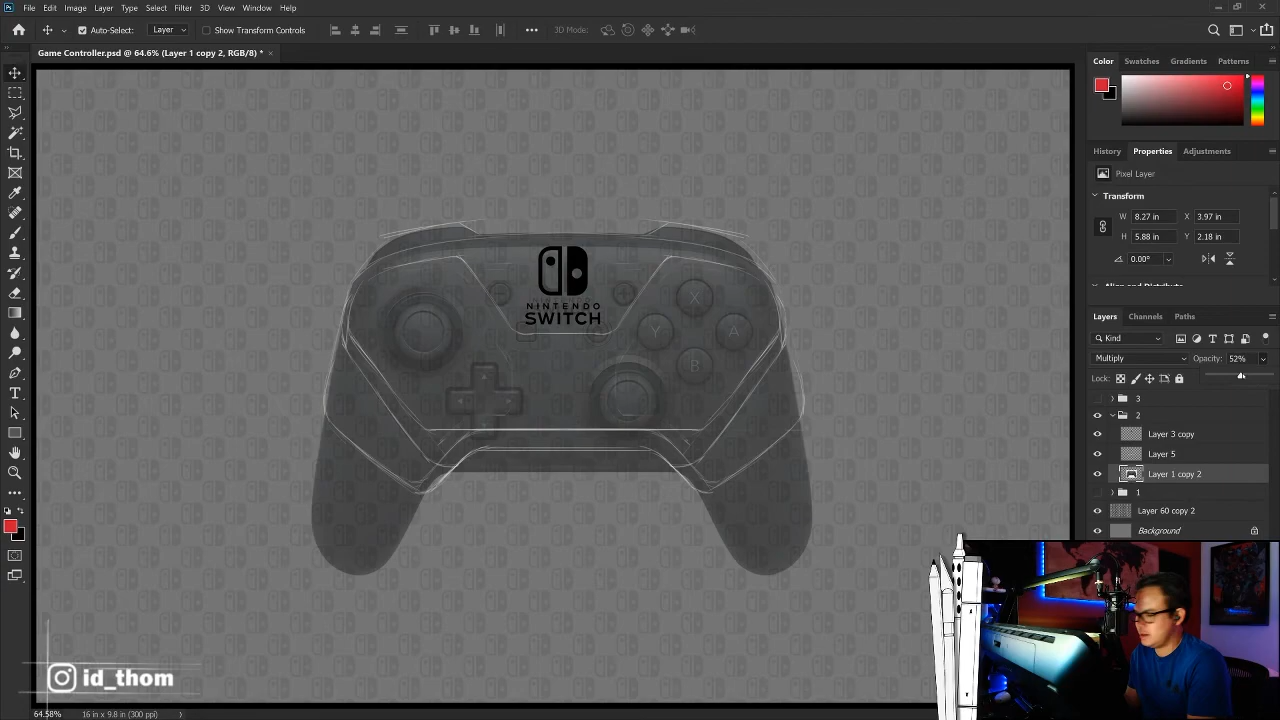 File Edit Image Layer Type Select Filter 3D View Window Help
Auto-Select: Layer Show Transform Controls 3D Mode:
Game Controller.psd @ 64.6% (Layer 1 copy 2, RGB/8) *
Color Swatches Gradients Patterns
History Properties Adjustments
Pixel Layer
Transform
W 8.27 in X 3.97 in
H 5.88 in Y 2.18 in
0.00°
Layers Channels Paths
Kind
Multiply Opacity: 52%
Lock:
3
2
Layer 3 copy
Layer 5
Layer 1 copy 2
1
Layer 60 copy 2
Background
NINTENDO
SWITCH
X
Y A
B
id_thom
64.58% 16 in x 9.8 in (300 ppi)